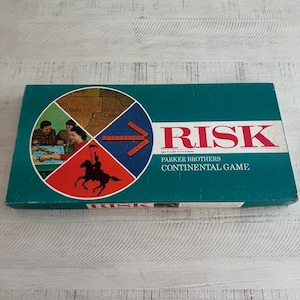 RISK
PARKER BROTHERS
CONTINENTAL GAME
RISK